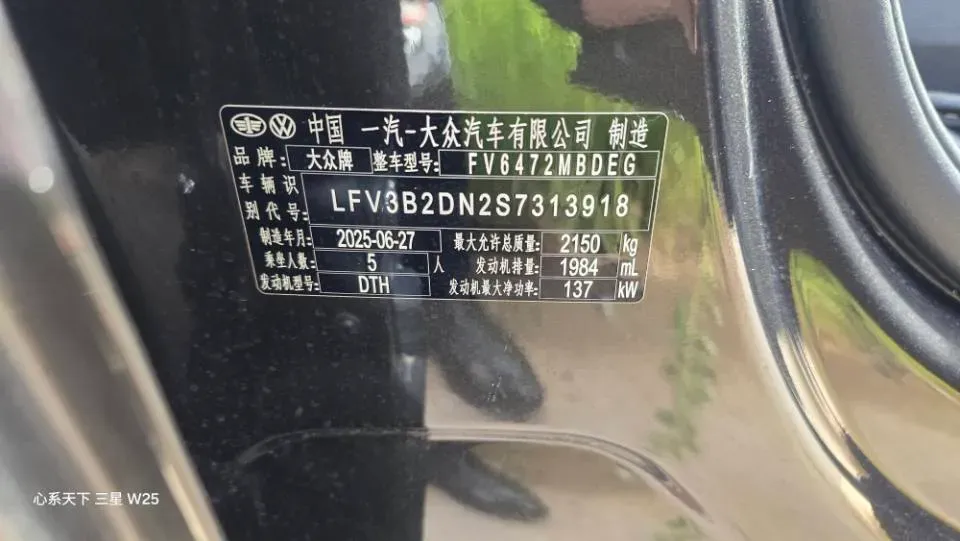 中国 一汽-大众汽车有限公司 制造
品牌: 大众牌 整车型号: FV6472MBDEG
车辆识别代号: LFV3B2DN2S7313918
制造年月: 2025-06-27 最大允许总质量: 2150 kg
乘坐人数: 5 人 发动机排量: 1984 mL
发动机型号: DTH 发动机最大净功率: 137 kW
心系天下 三星 W25